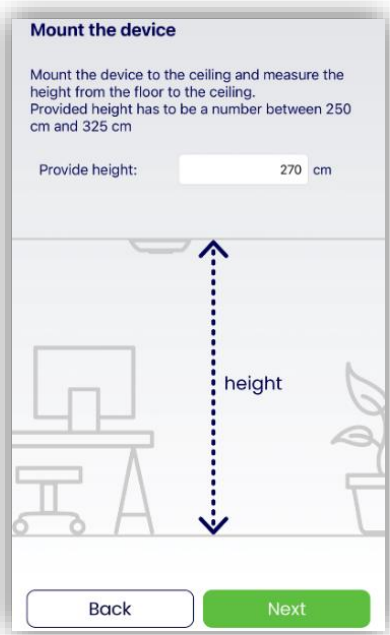 Mount the device
Mount the device to the ceiling and measure the
height from the floor to the ceiling.
Provided height has to be a number between 250
cm and 325 cm
Provide height: 270 cm
height
Back Next